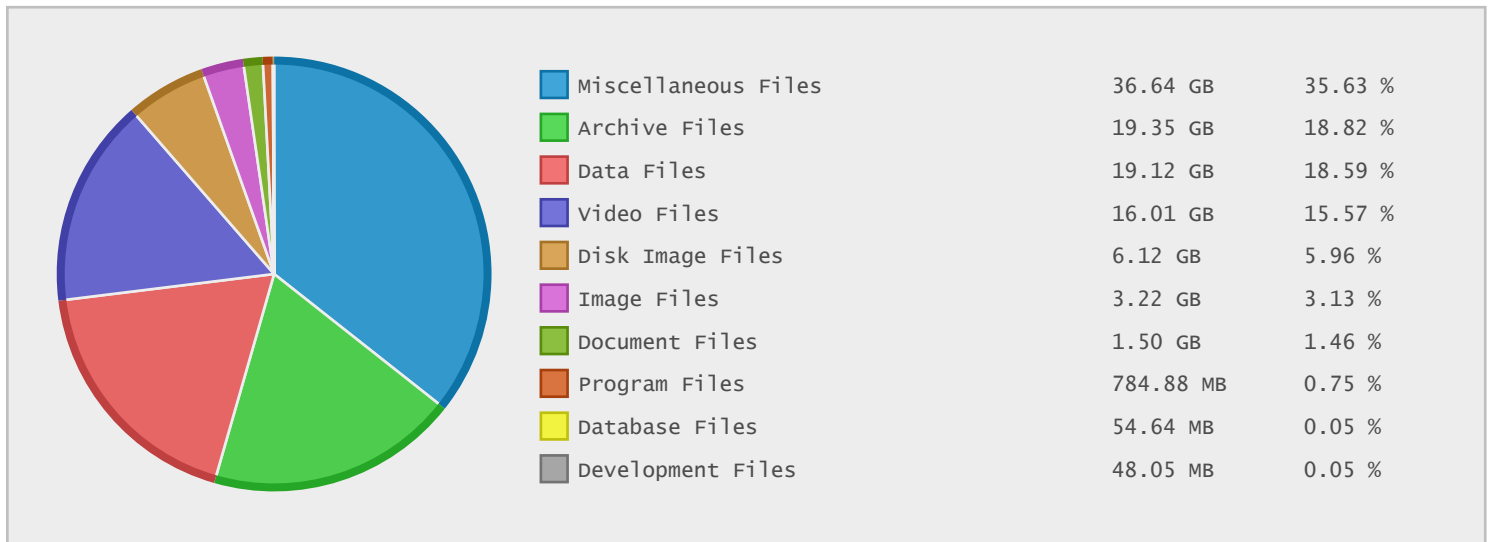 Miscellaneous Files 36.64 GB 35.63 %
Archive Files 19.35 GB 18.82 %
Data Files 19.12 GB 18.59 %
Video Files 16.01 GB 15.57 %
Disk Image Files 6.12 GB 5.96 %
Image Files 3.22 GB 3.13 %
Document Files 1.50 GB 1.46 %
Program Files 784.88 MB 0.75 %
Database Files 54.64 MB 0.05 %
Development Files 48.05 MB 0.05 %